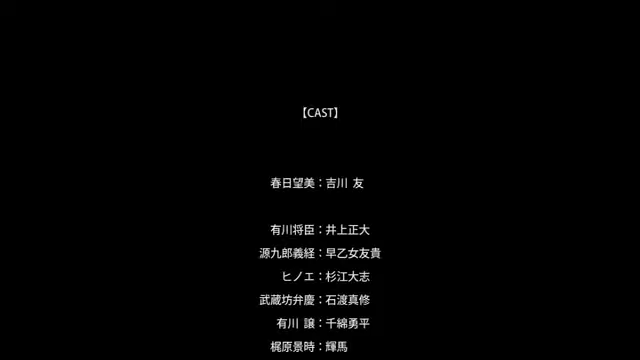 【CAST】
春日望美：吉川 友
有川将臣：井上正大
源九郎義経：早乙女友貴
ヒノエ：杉江大志
武蔵坊弁慶：石渡真修
有川 譲：千綿勇平
梶原景時：輝馬